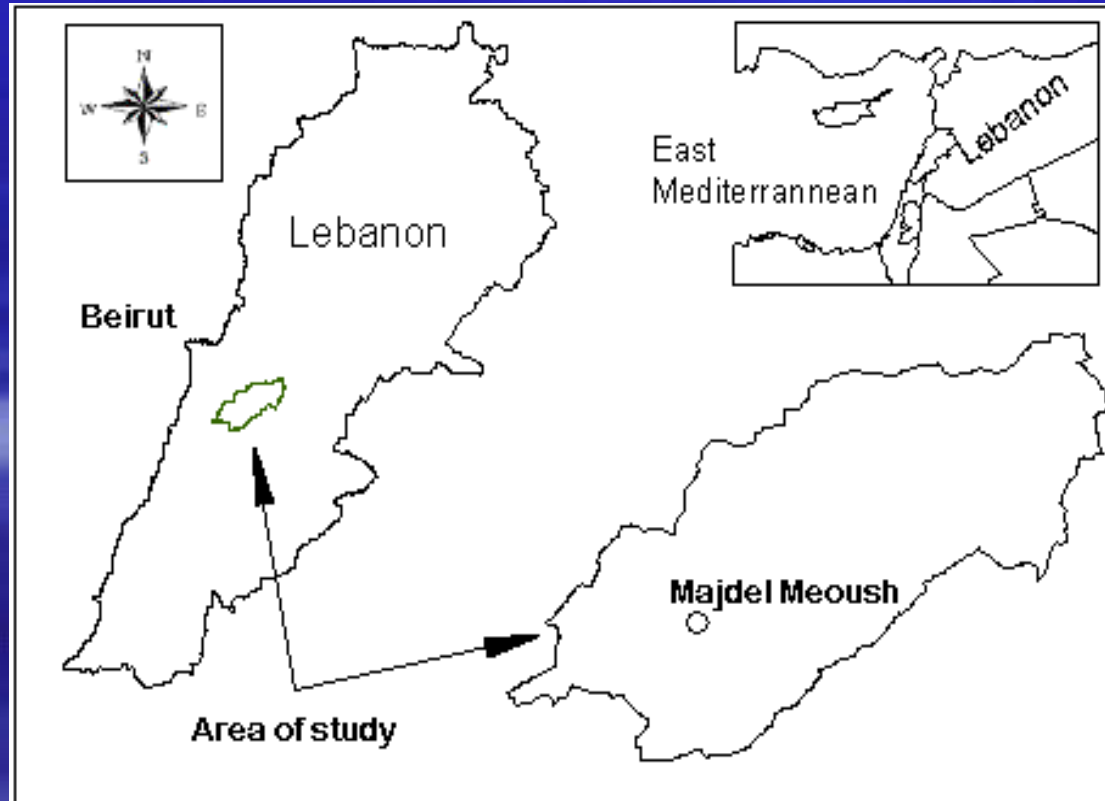 N
W E
S
East
Mediterrannean
Lebanon
Lebanon
Beirut
Majdel Meoush
Area of study